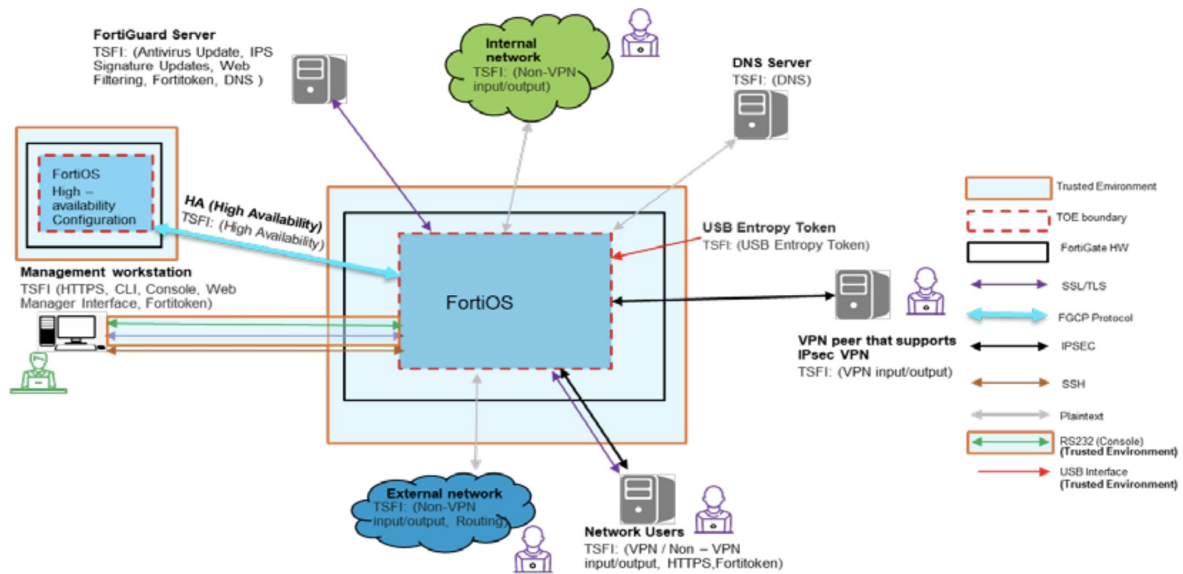 FortiGuard Server
TSFI: (Antivirus Update, IPS
Signature Updates, Web
Filtering, Fortitoken, DNS )
Internal
network
TSFI: (Non-VPN
input/output)
DNS Server
TSFI: (DNS)
FortiOS
High –
availability
Configuration
HA (High Availability)
TSFI: (High Availability)
USB Entropy Token
TSFI: (USB Entropy Token)
Management workstation
TSFI (HTTPS, CLI, Console, Web
Manager Interface, Fortitoken)
FortiOS
VPN peer that supports
IPsec VPN
TSFI: (VPN input/output)
External network
TSFI: (Non-VPN
input/output, Routing)
Network Users
TSFI: (VPN / Non – VPN
input/output, HTTPS,Fortitoken)
Trusted Environment
TOE boundary
FortiGate HW
SSL/TLS
FGCP Protocol
IPSEC
SSH
Plaintext
RS232 (Console)
(Trusted Environment)
USB Interface
(Trusted Environment)